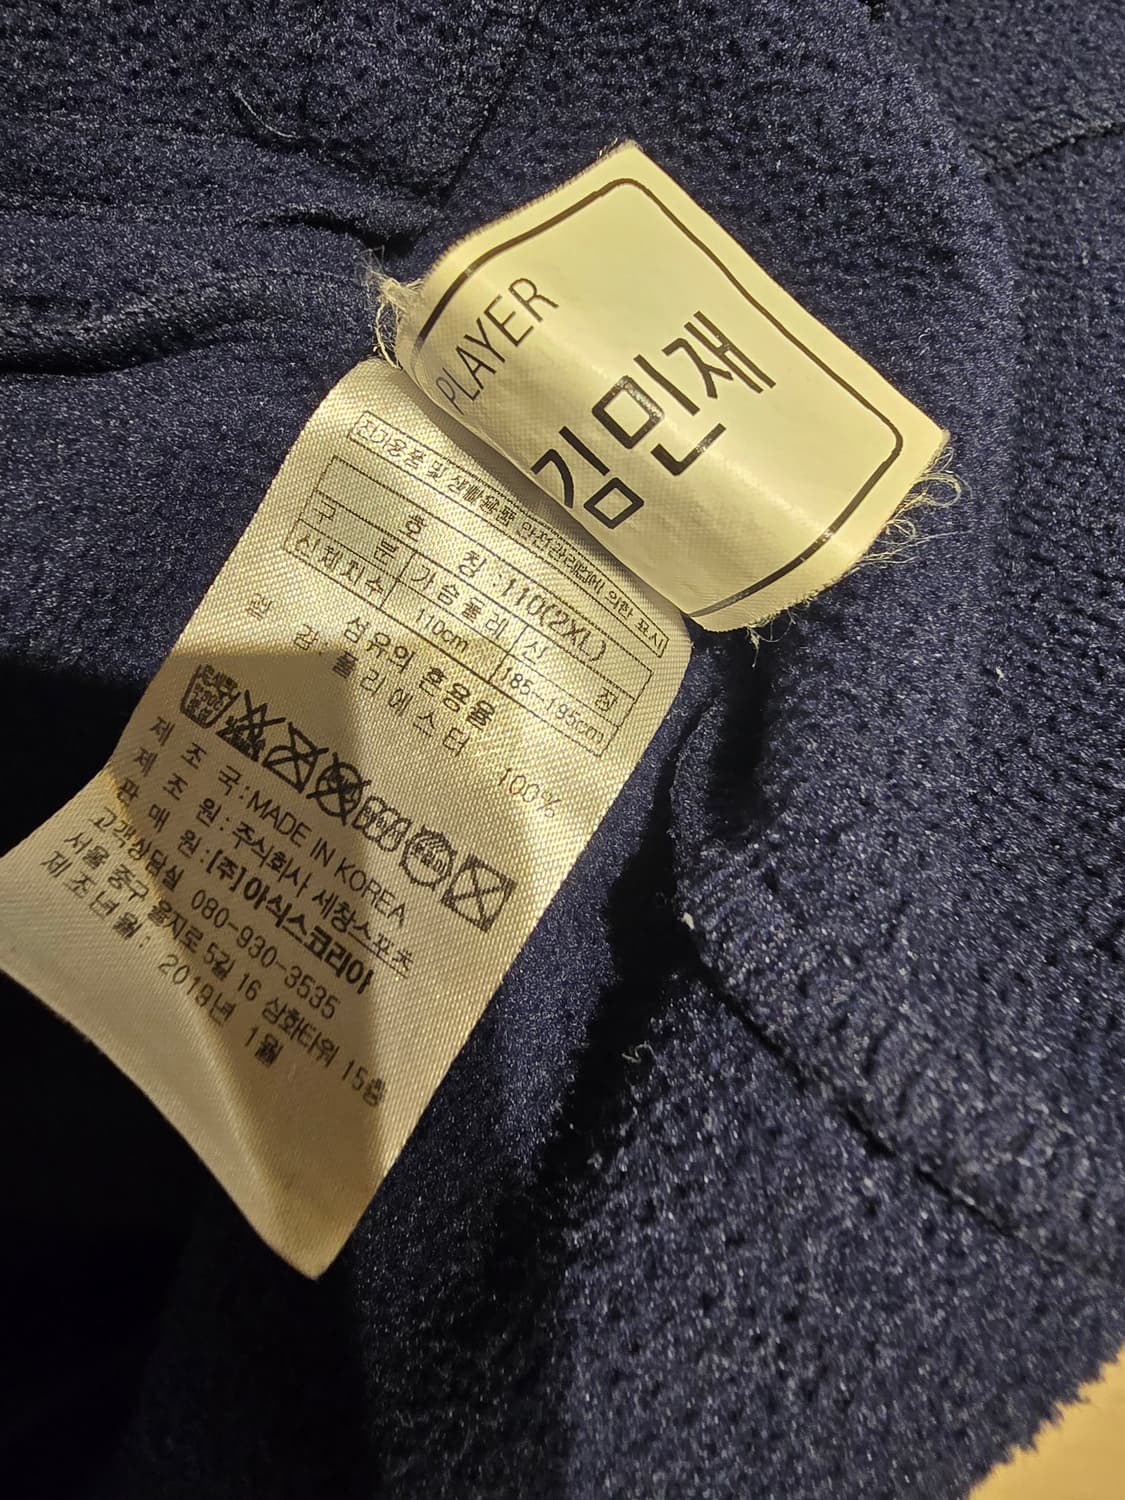 PLAYER
김민재
전기용품 및 생활용품 안전관리법에 의한 표시
호 칭 : 110(2XL)
구 분 가슴둘레 신 장
신체치수 110cm 185~195cm
섬유의 혼용율
겉 감 : 폴리에스터 100%
제 조 국 : MADE IN KOREA
제 조 원 : 주식회사 세창스포츠
판 매 원 : [주]아식스코리아
고객상담실 080-930-3535
서울 중구 을지로5길 16 삼화타워 15층
제조년월 : 2019년 1월